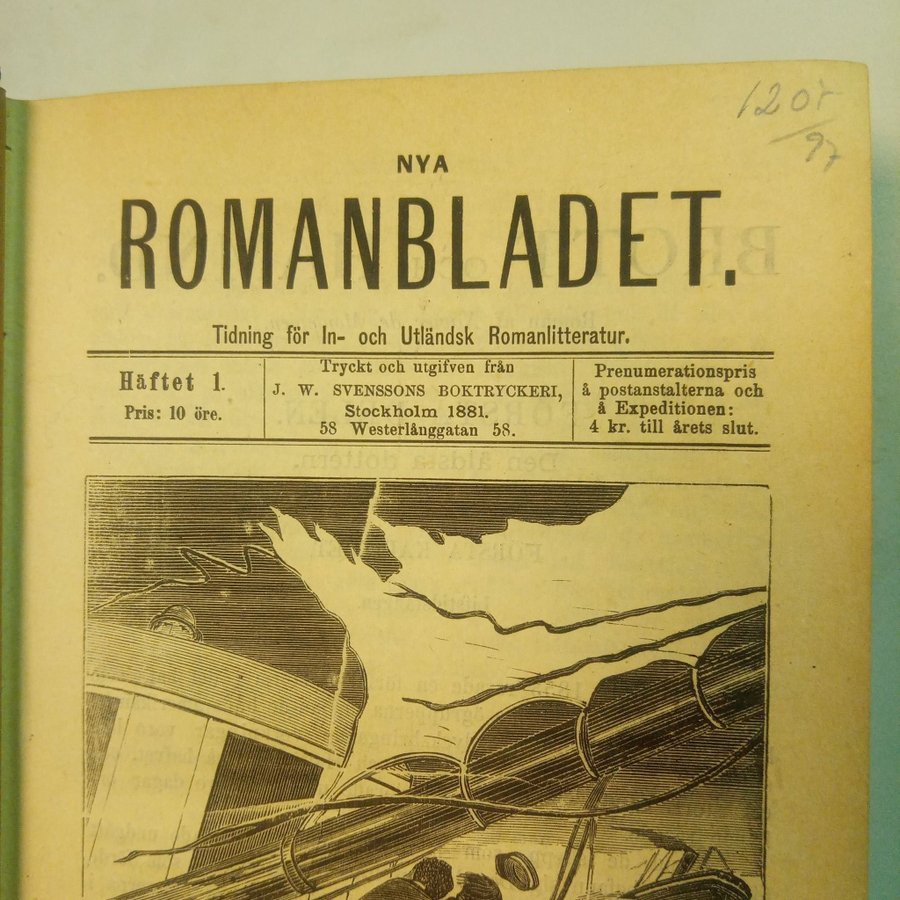 120r
97
NYA
ROMANBLADET.
Tidning för In- och Utländsk Romanlitteratur.
Häftet 1.
Pris: 10 öre.
Tryckt och utgifven från
J. W. SVENSSONS BOKTRYCKERI,
Stockholm 1881.
58 Westerlånggatan 58.
Prenumerationspris
å postanstalterna och
å Expeditionen:
4 kr. till årets slut.